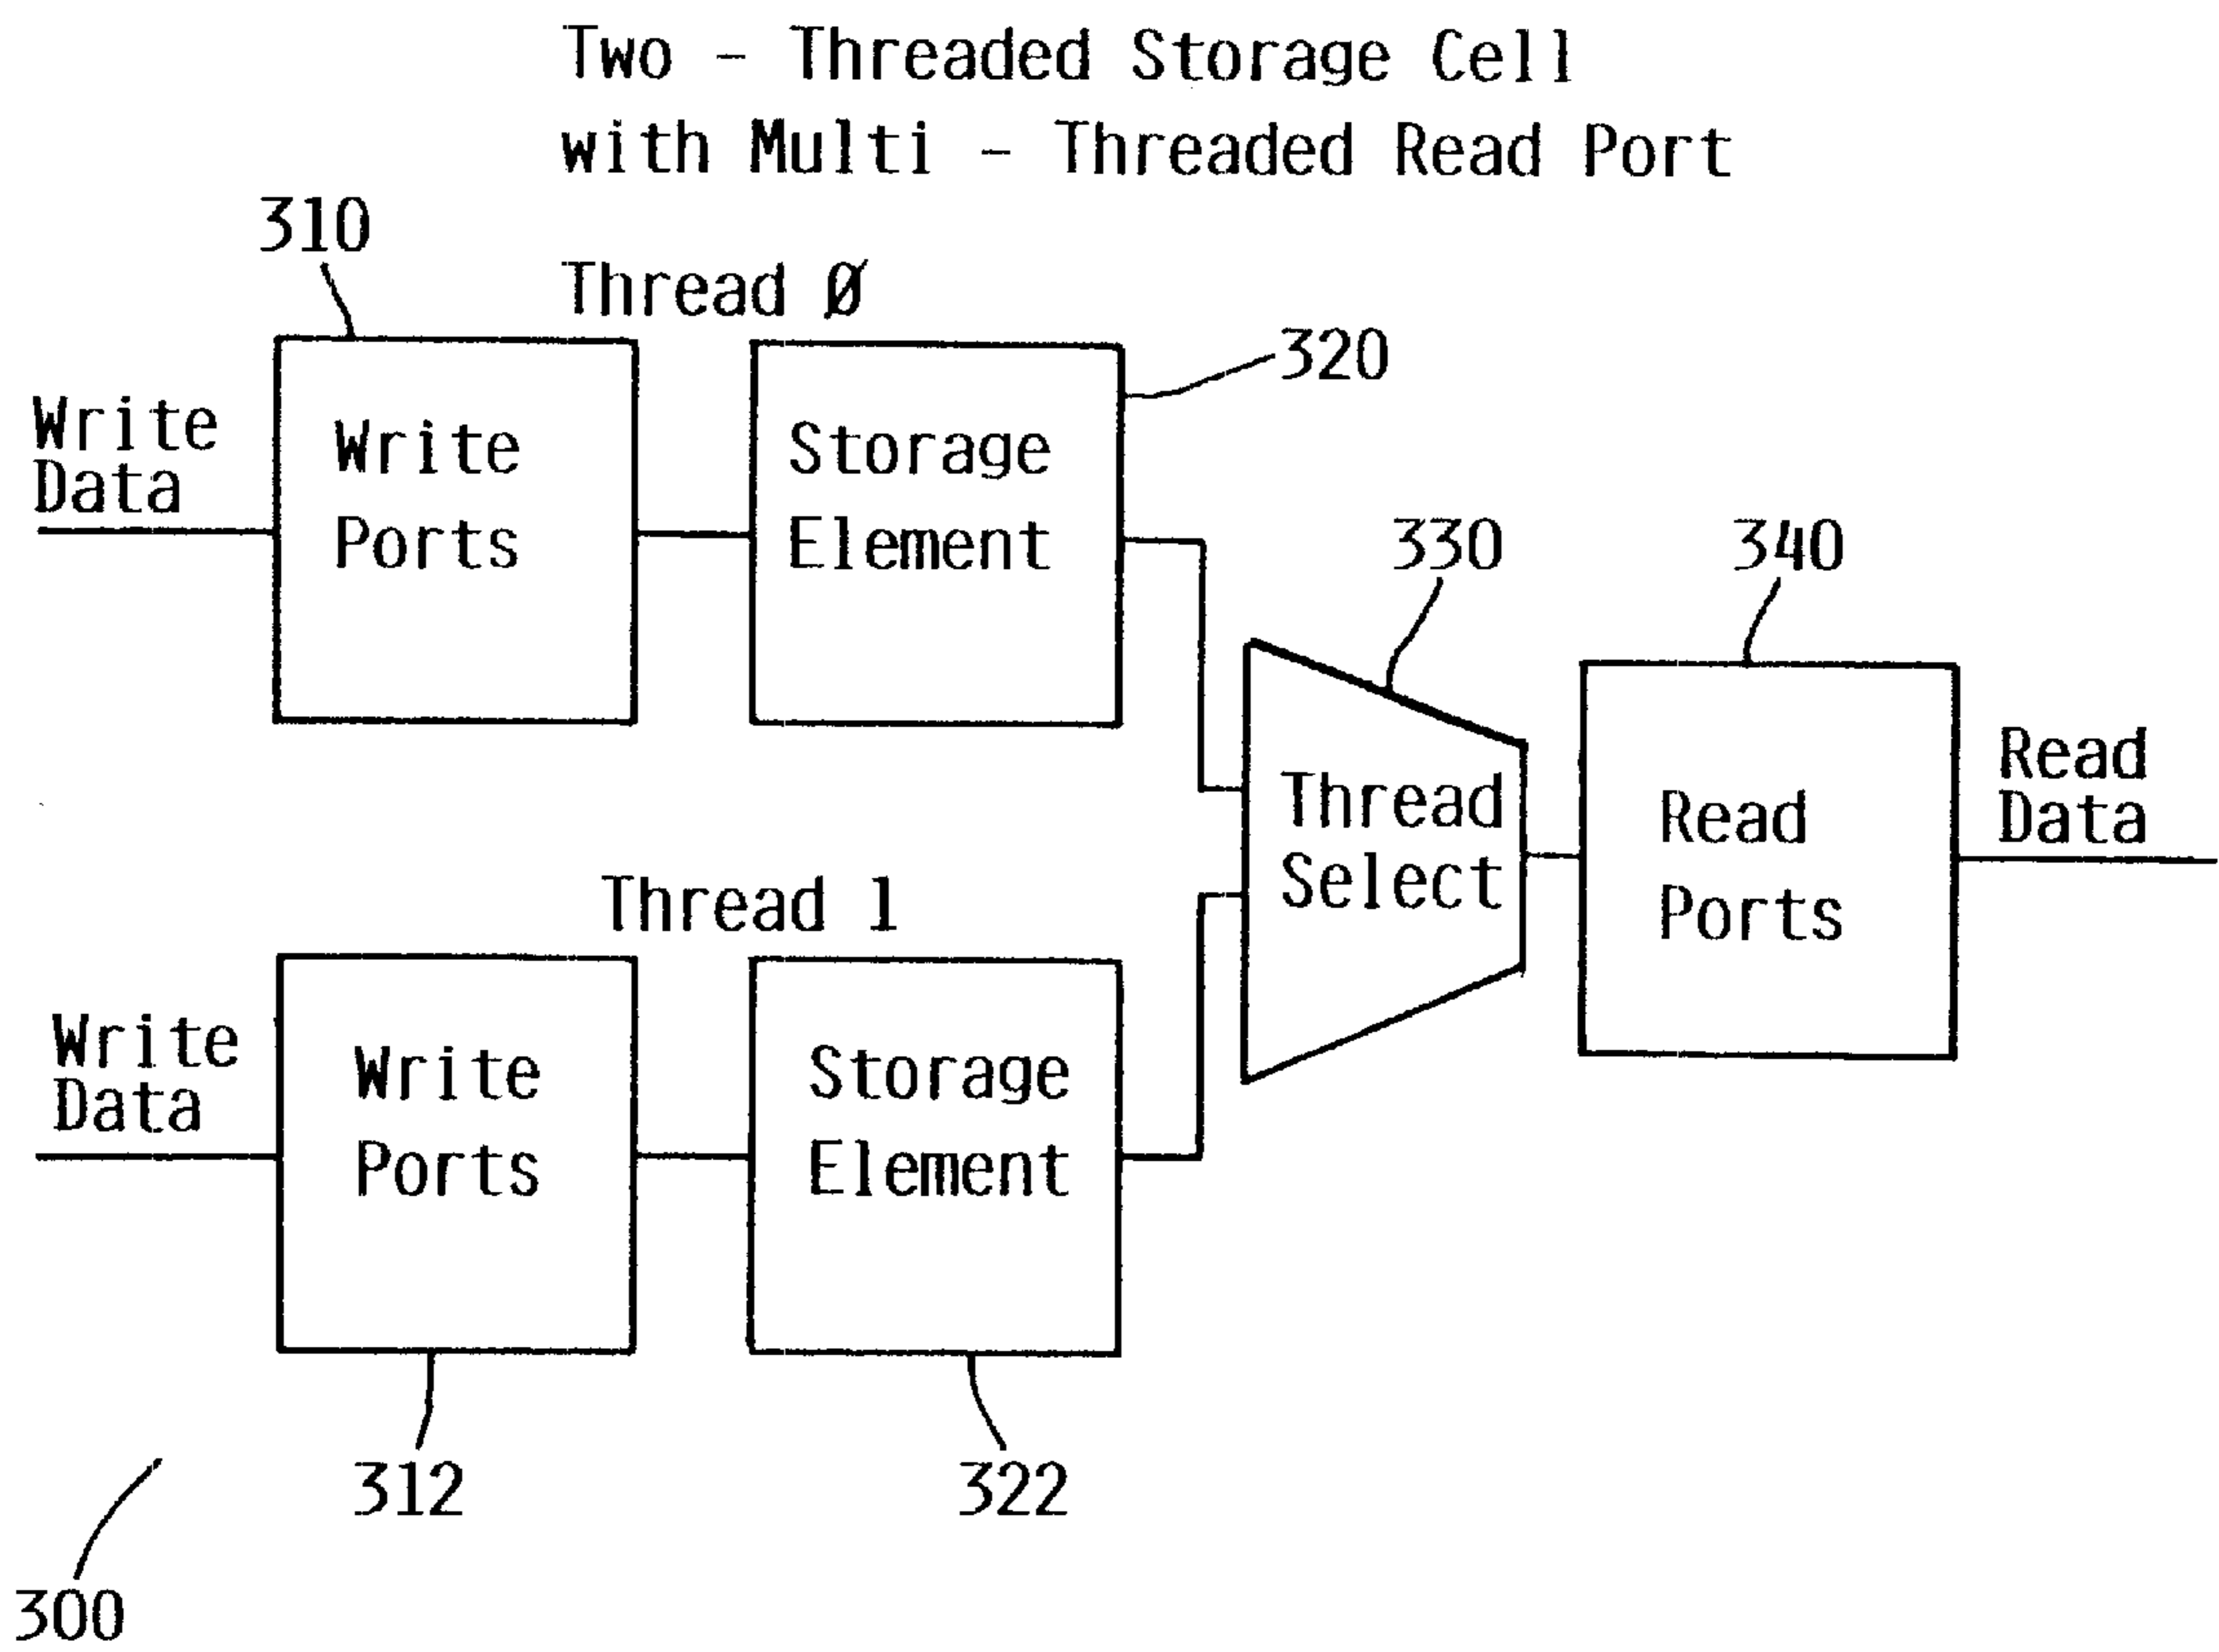 Two - Threaded Storage Cell
with Multi - Threaded Read Port
310
Thread Ø
320
Write
Data
Write
Ports
Storage
Element
330
340
Thread
Select
Read
Ports
Read
Data
Thread 1
Write
Data
Write
Ports
Storage
Element
312
322
300